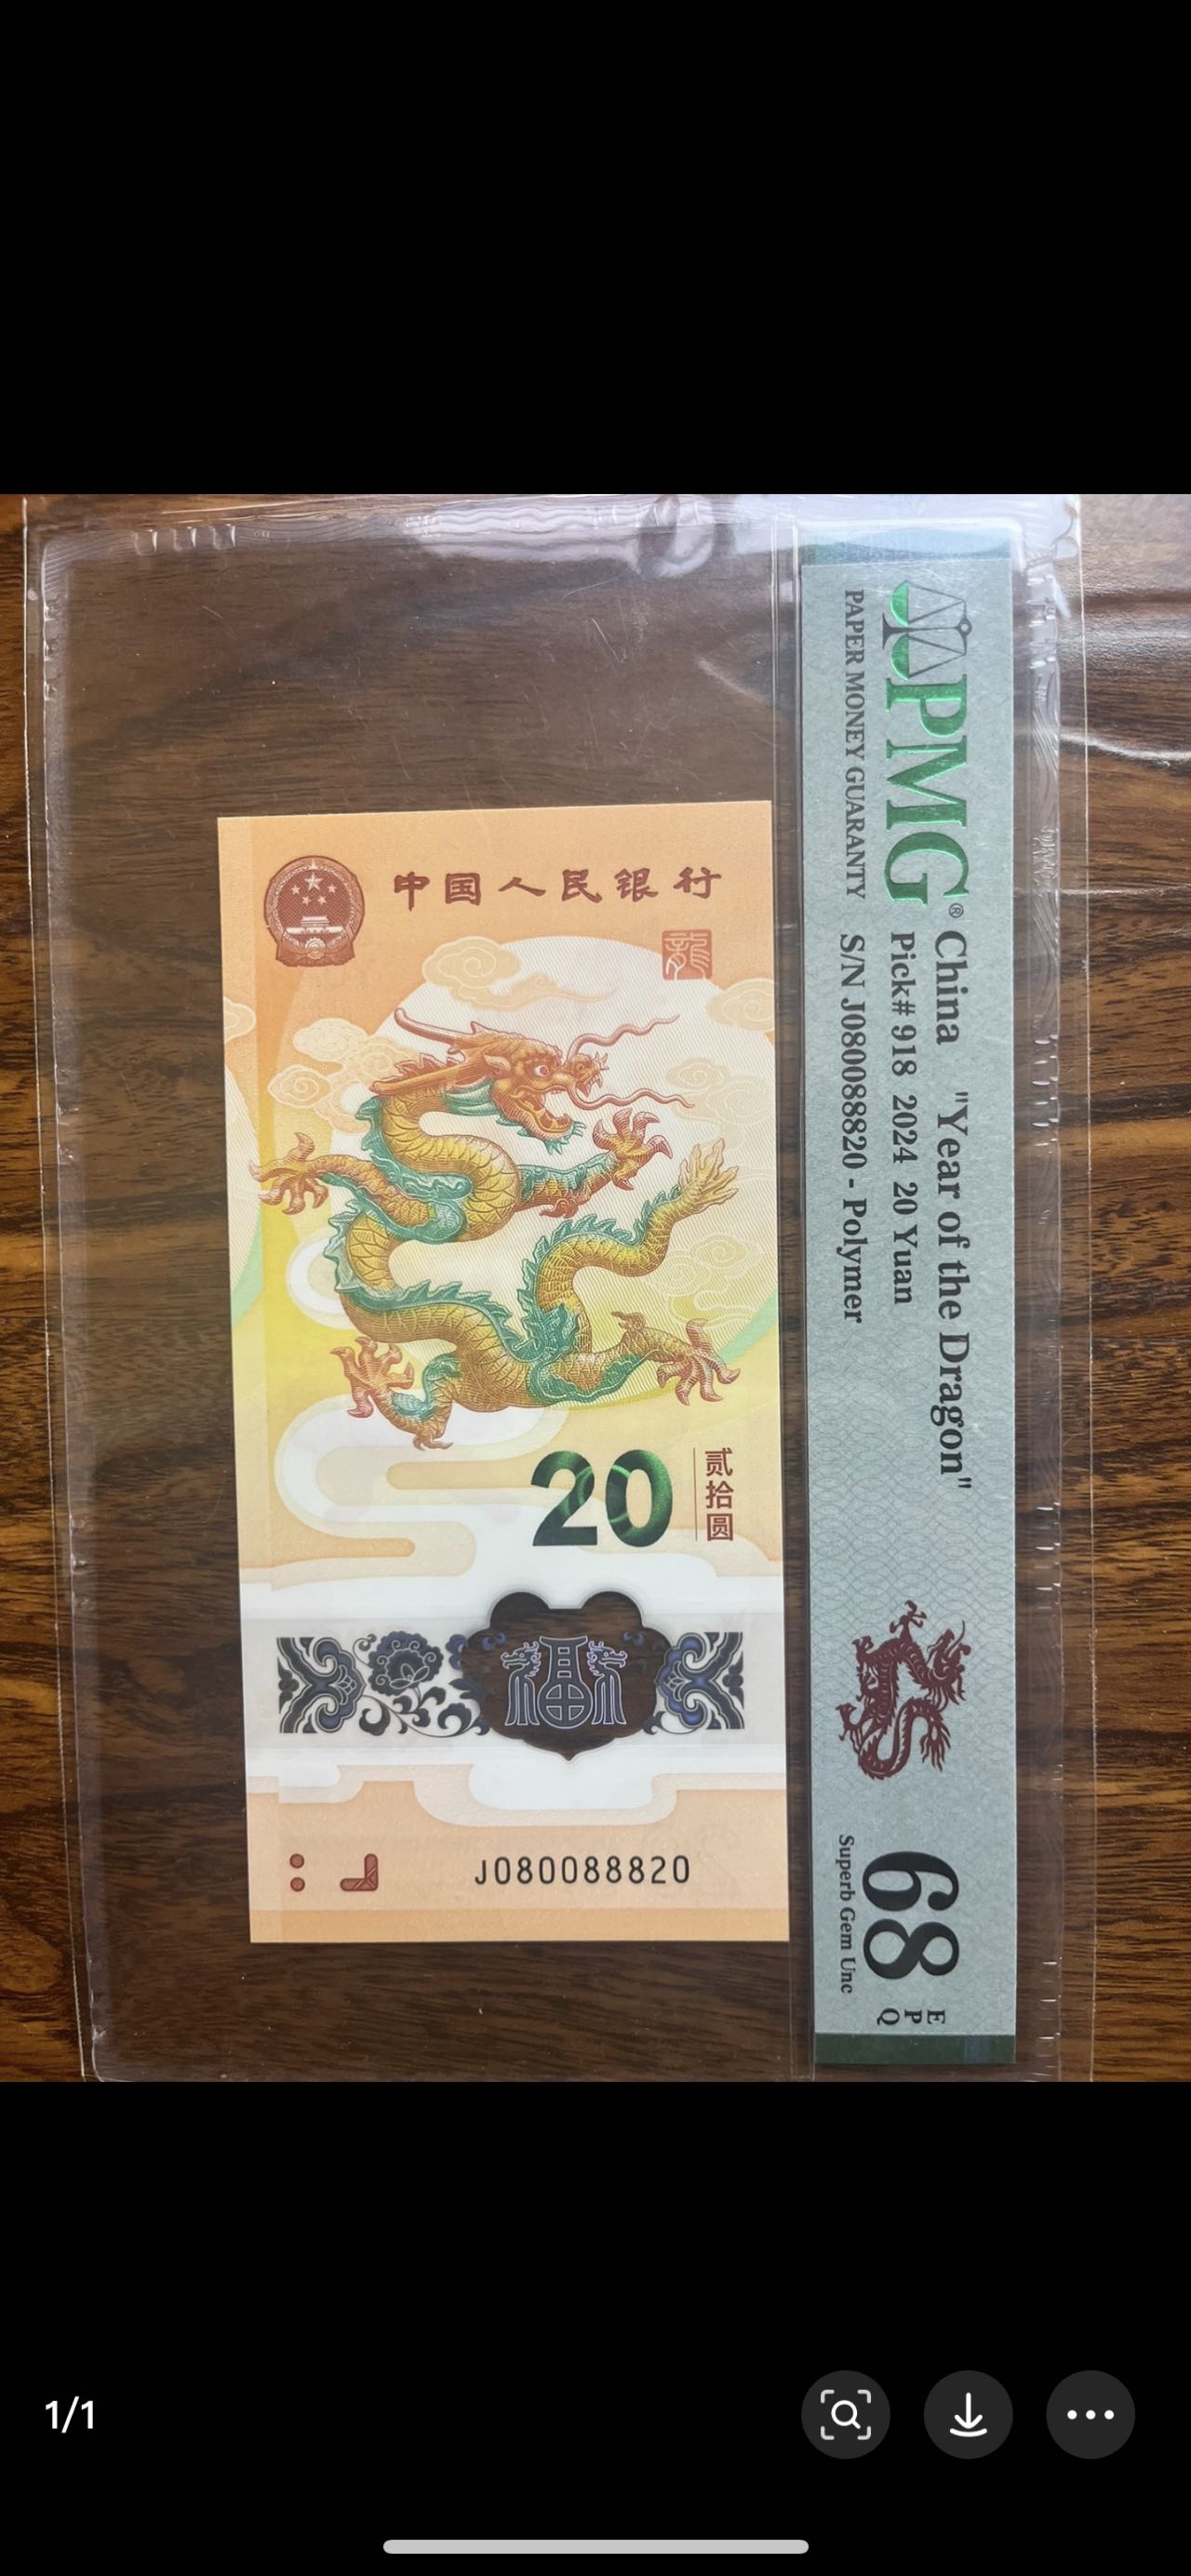 PMG®
PAPER MONEY GUARANTY
China "Year of the Dragon"
Pick# 918 2024 20 Yuan
S/N J080088820 - Polymer
68
EPQ
Superb Gem Unc
中国人民银行
龍
20
贰拾圆
福
J080088820
1/1